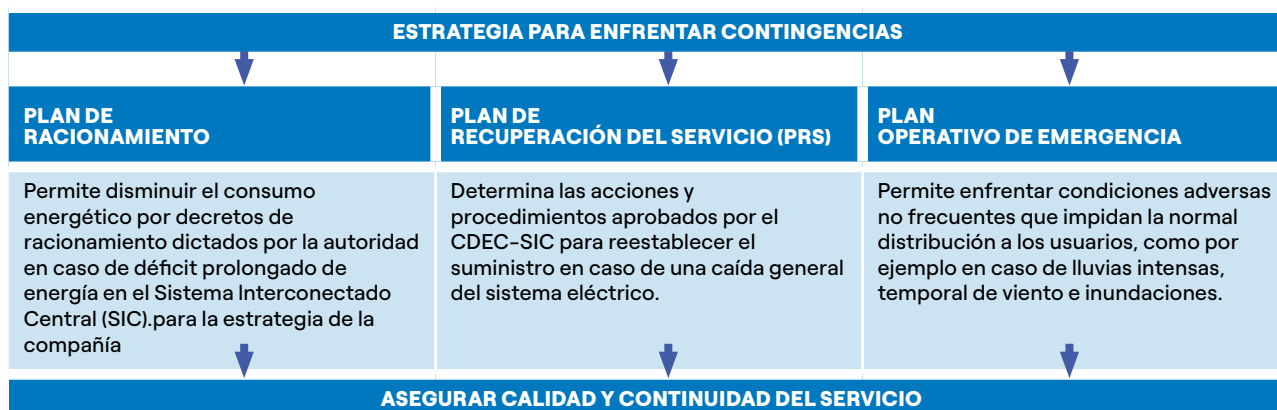 ESTRATEGIA PARA ENFRENTAR CONTINGENCIAS
PLAN DE
RACIONAMIENTO
Permite disminuir el consumo
energético por decretos de
racionamiento dictados por la autoridad
en caso de déficit prolongado de
energía en el Sistema Interconectado
Central (SIC).para la estrategia de la
compañía
PLAN DE
RECUPERACIÓN DEL SERVICIO (PRS)
Determina las acciones y
procedimientos aprobados por el
CDEC-SIC para reestablecer el
suministro en caso de una caída general
del sistema eléctrico.
PLAN
OPERATIVO DE EMERGENCIA
Permite enfrentar condiciones adversas
no frecuentes que impidan la normal
distribución a los usuarios, como por
ejemplo en caso de lluvias intensas,
temporal de viento e inundaciones.
ASEGURAR CALIDAD Y CONTINUIDAD DEL SERVICIO